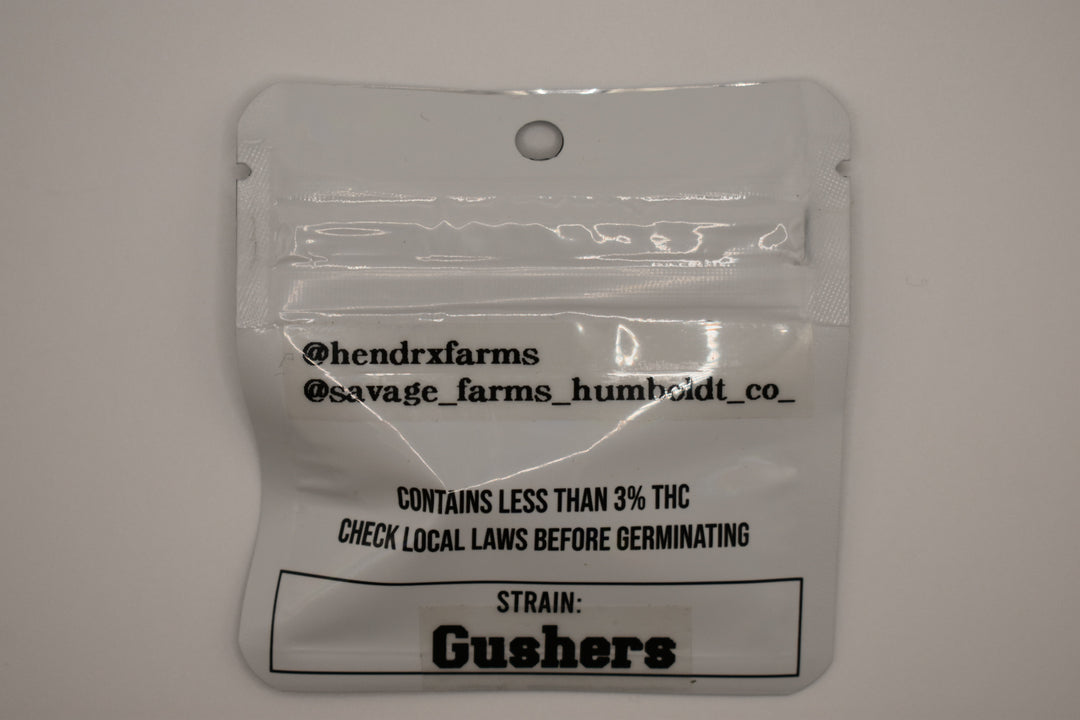 @hendrxfarms
@savage_farms_humboldt_co_
CONTAINS LESS THAN 3% THC
CHECK LOCAL LAWS BEFORE GERMINATING
STRAIN:
Gushers